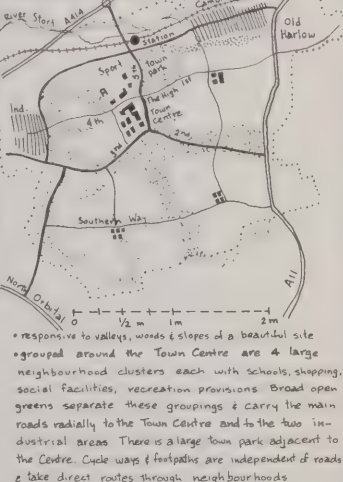 River Stort A414
Old
Harlow
Station
Sport
Town
park
5th
The High
1st
Town
Centre
Ind.
4th
3rd
2nd
Southern Way
North Orbital
A11
0 ½ m 1m 2m
• responsive to valleys, woods & slopes of a beautiful site
• grouped around the Town Centre are 4 large
neighbourhood clusters each with schools, shopping,
social facilities, recreation provisions Broad open
greens separate these groupings & carry the main
roads radially to the Town Centre and to the two in-
dustrial areas There is a large town park adjacent to
the Centre. Cycle ways & footpaths are independent of roads
& take direct routes through neighbourhoods